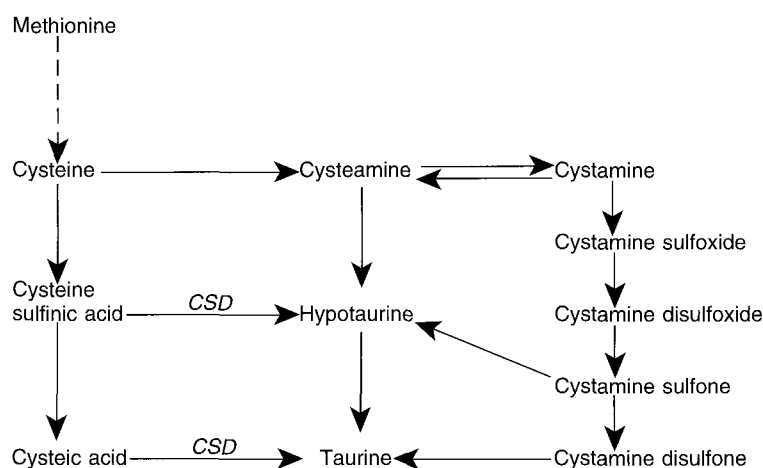 Methionine
Cysteine
Cysteamine
Cystamine
Cystamine sulfoxide
Cysteine
sulfinic acid
CSD
Hypotaurine
Cystamine disulfoxide
Cystamine sulfone
Cysteic acid
CSD
Taurine
Cystamine disulfone